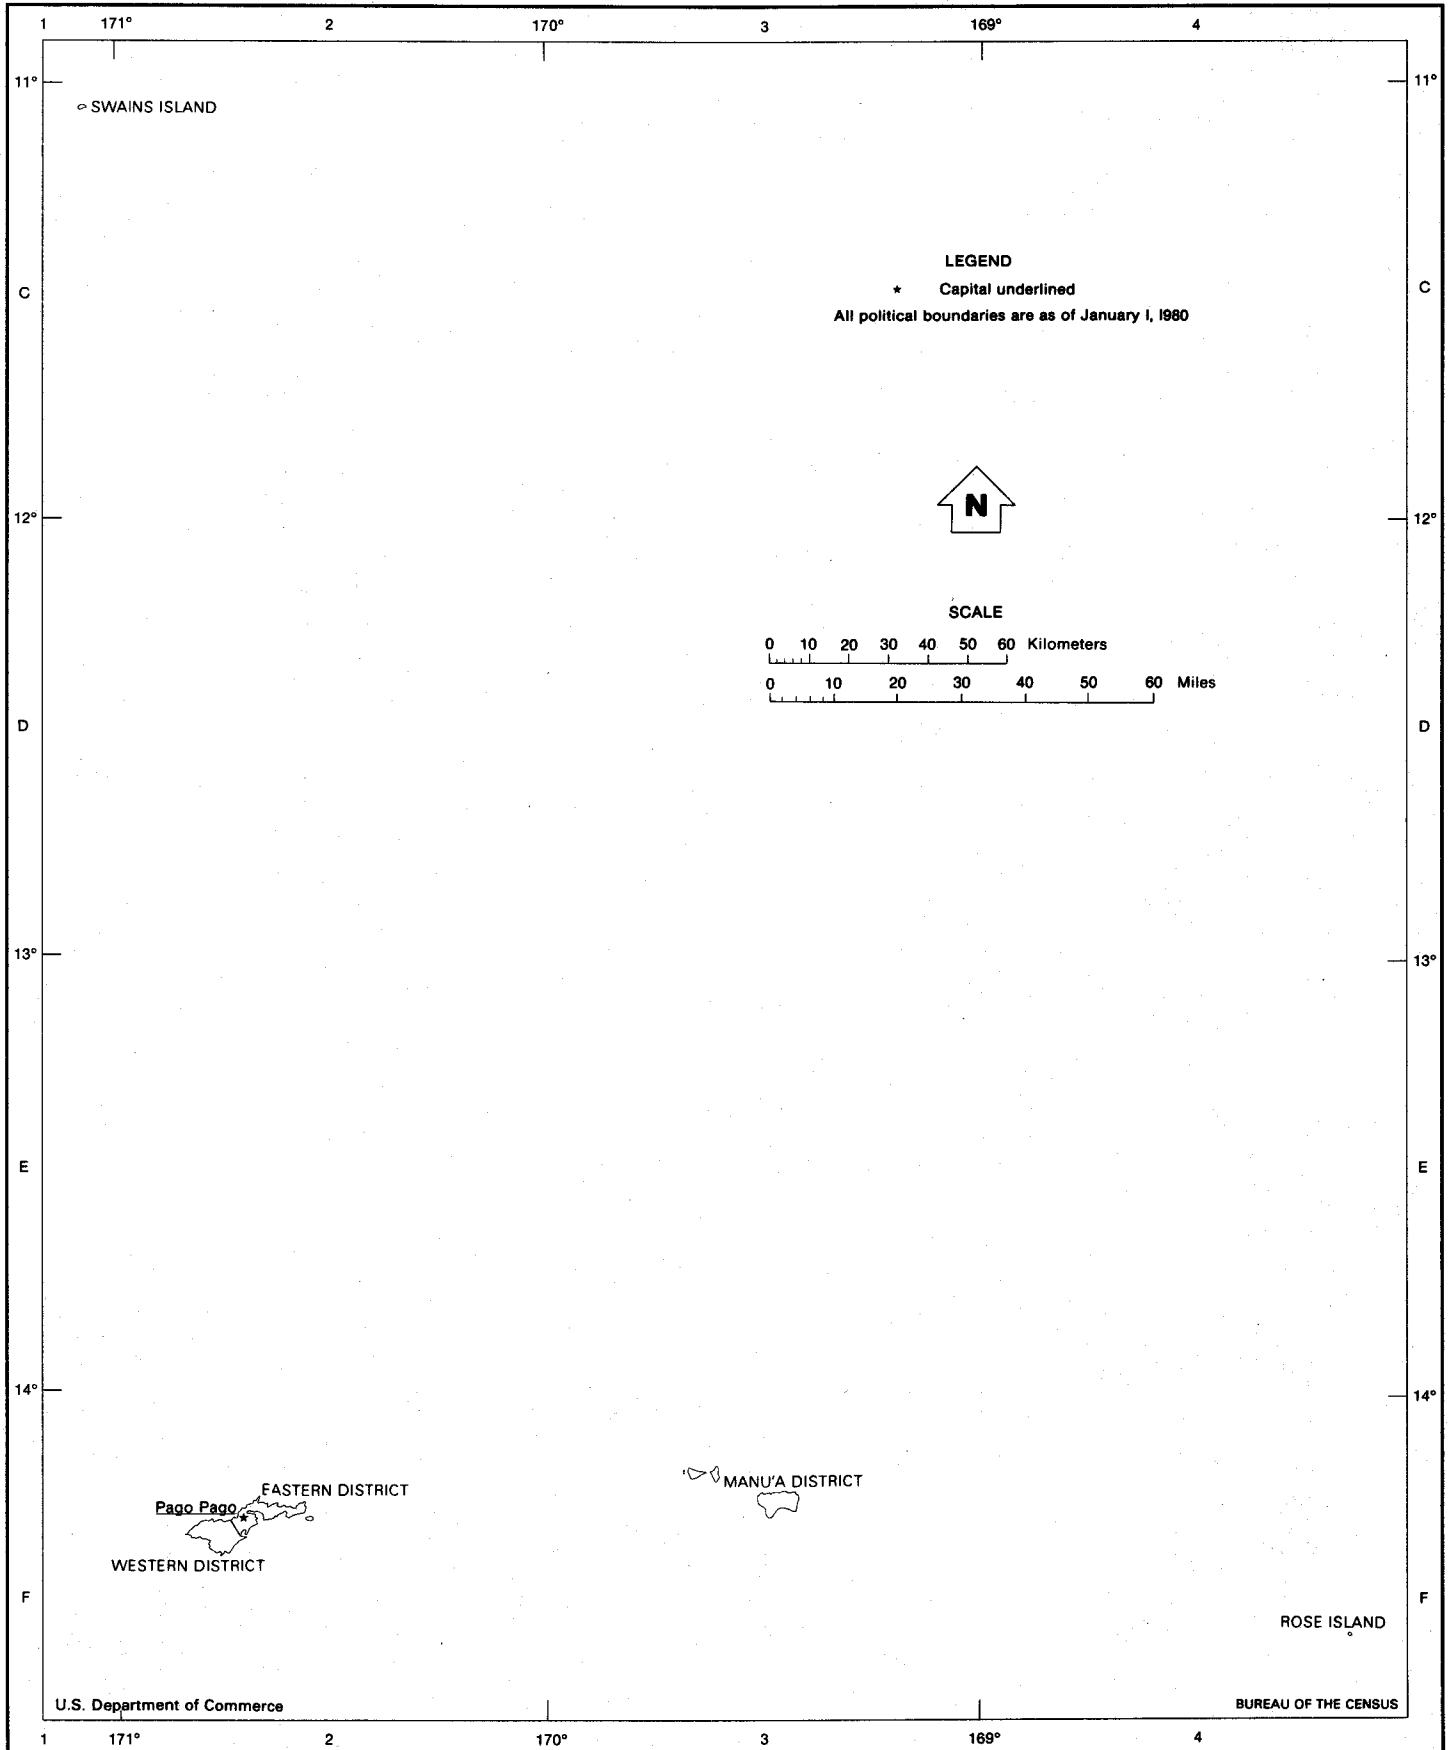 1 171° 2 170° 3 169° 4
11° 11°
SWAINS ISLAND
LEGEND
C C
★ Capital underlined
All political boundaries are as of January 1, 1980
N
12° 12°
SCALE
0 10 20 30 40 50 60 Kilometers
0 10 20 30 40 50 60 Miles
D D
13° 13°
E E
14° 14°
MANU'A DISTRICT
EASTERN DISTRICT
Pago Pago
WESTERN DISTRICT
F F
ROSE ISLAND
U.S. Department of Commerce BUREAU OF THE CENSUS
1 171° 2 170° 3 169° 4